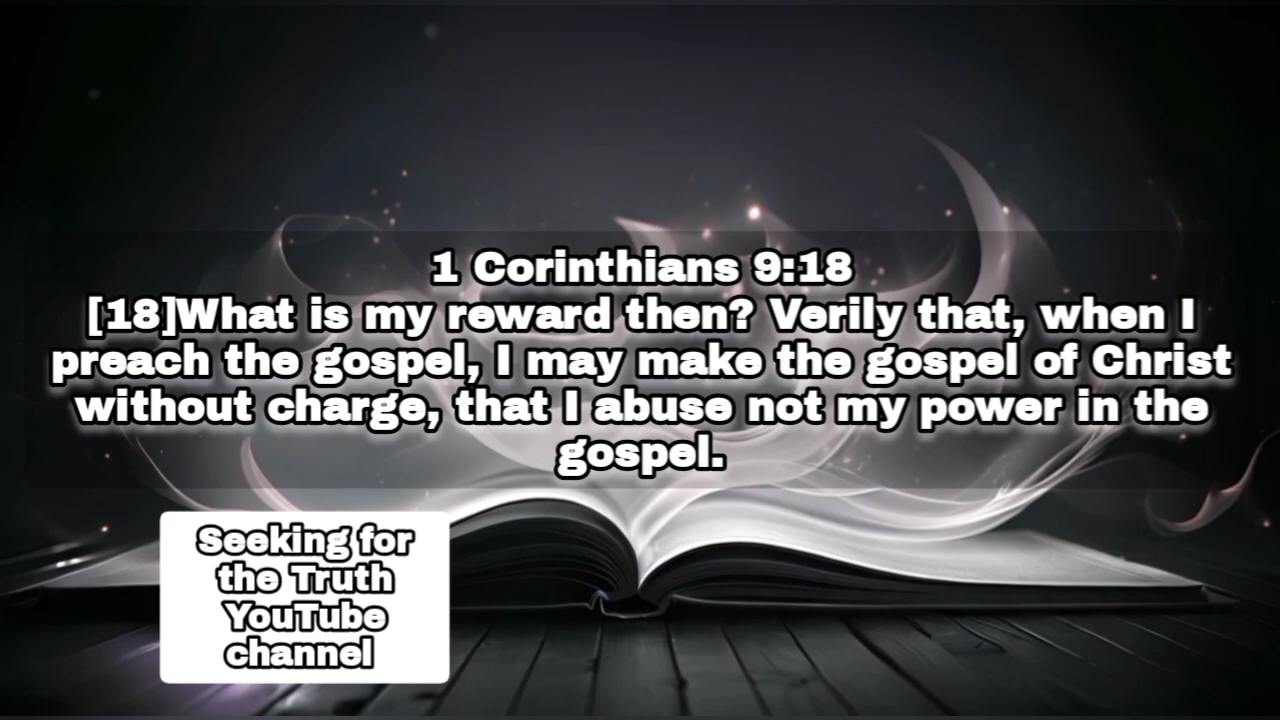 1 Corinthians 9:18
[18]What is my reward then? Verily that, when I
preach the gospel, I may make the gospel of Christ
without charge, that I abuse not my power in the
gospel.
Seeking for
the Truth
YouTube
channel